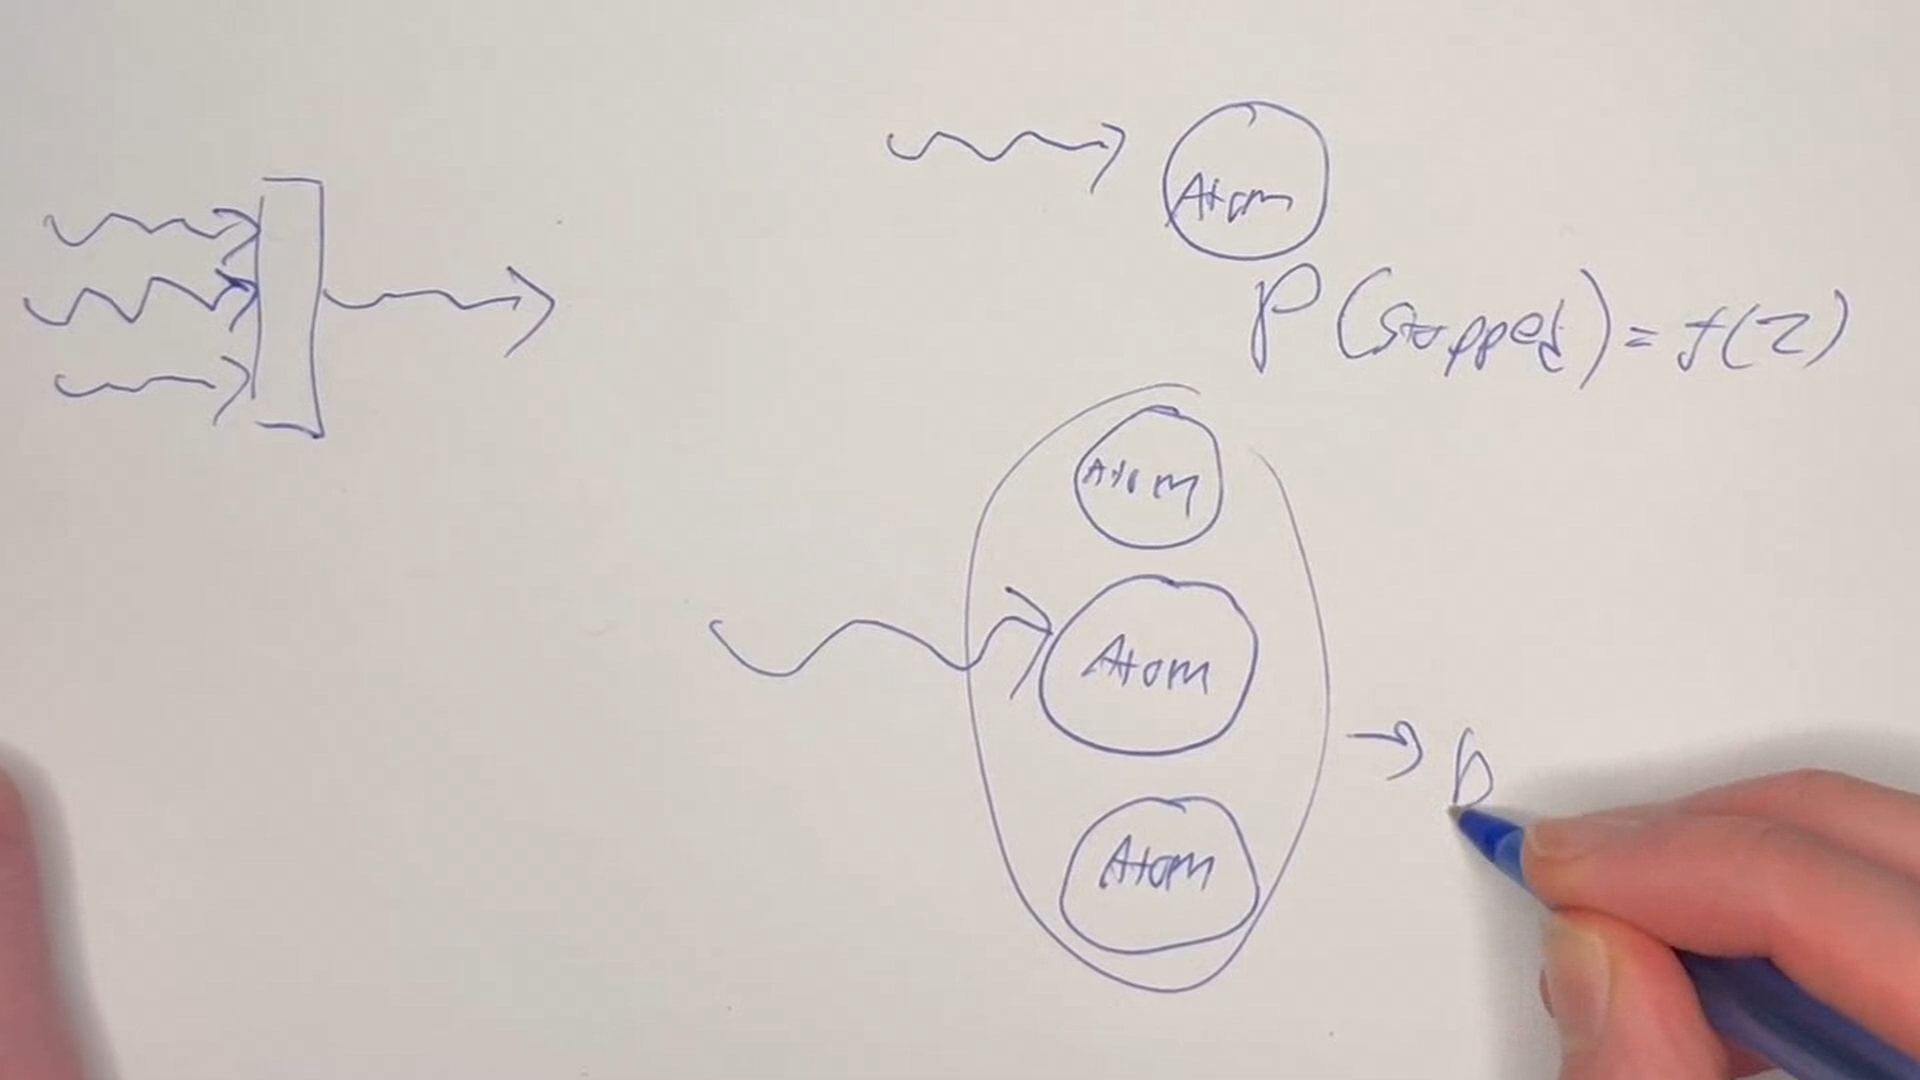 Atom
P(stopped) = f(Z)
Atom
Atom
Atom
→ D